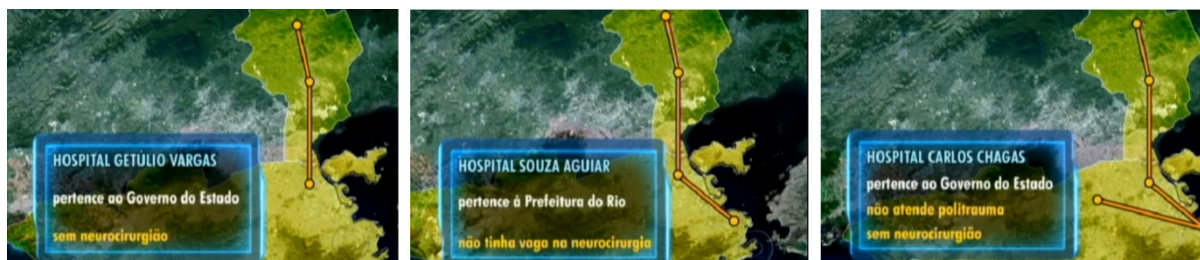 HOSPITAL GETÚLIO VARGAS
pertence ao Governo do Estado
sem neurocirurgião
HOSPITAL SOUZA AGUIAR
pertence à Prefeitura do Rio
não tinha vaga na neurocirurgia
HOSPITAL CARLOS CHAGAS
pertence ao Governo do Estado
não atende politrauma
sem neurocirurgião